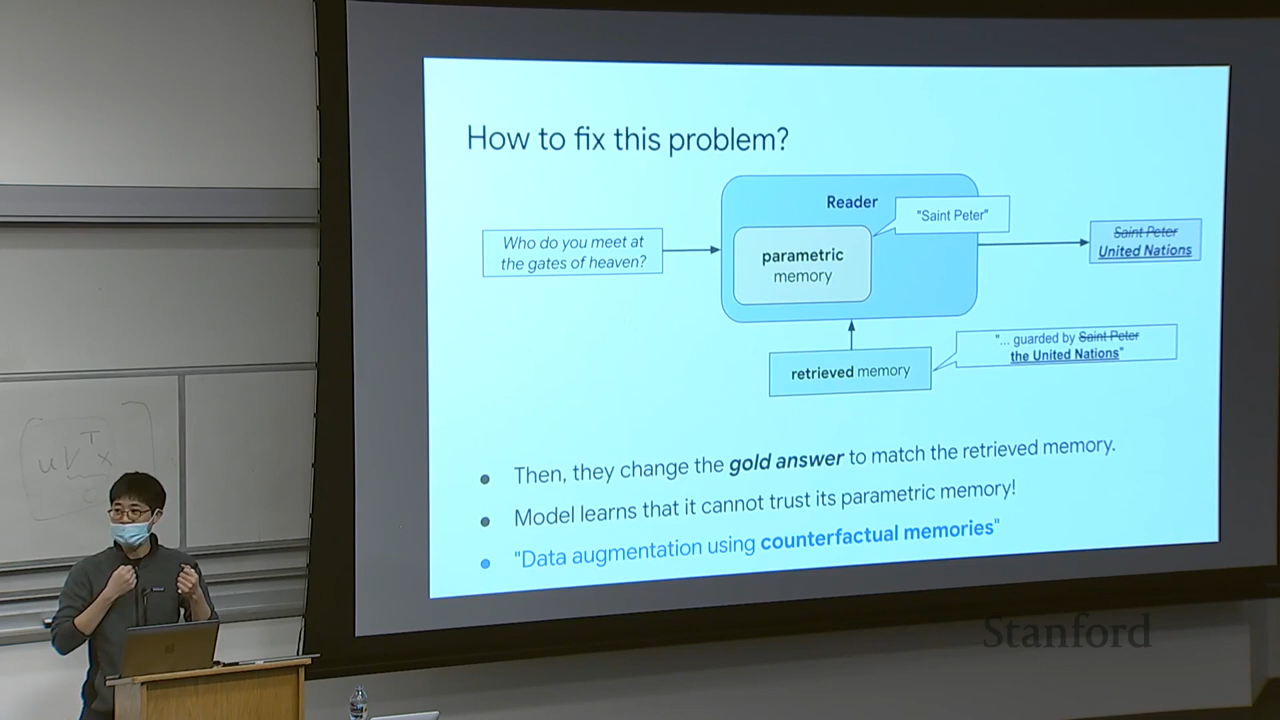 How to fix this problem?
Reader
"Saint Peter"
Who do you meet at
the gates of heaven?
parametric
memory
Saint Peter
United Nations
"... guarded by Saint Peter
the United Nations"
retrieved memory
● Then, they change the gold answer to match the retrieved memory.
● Model learns that it cannot trust its parametric memory!
● "Data augmentation using counterfactual memories"
u V T x
Stanford